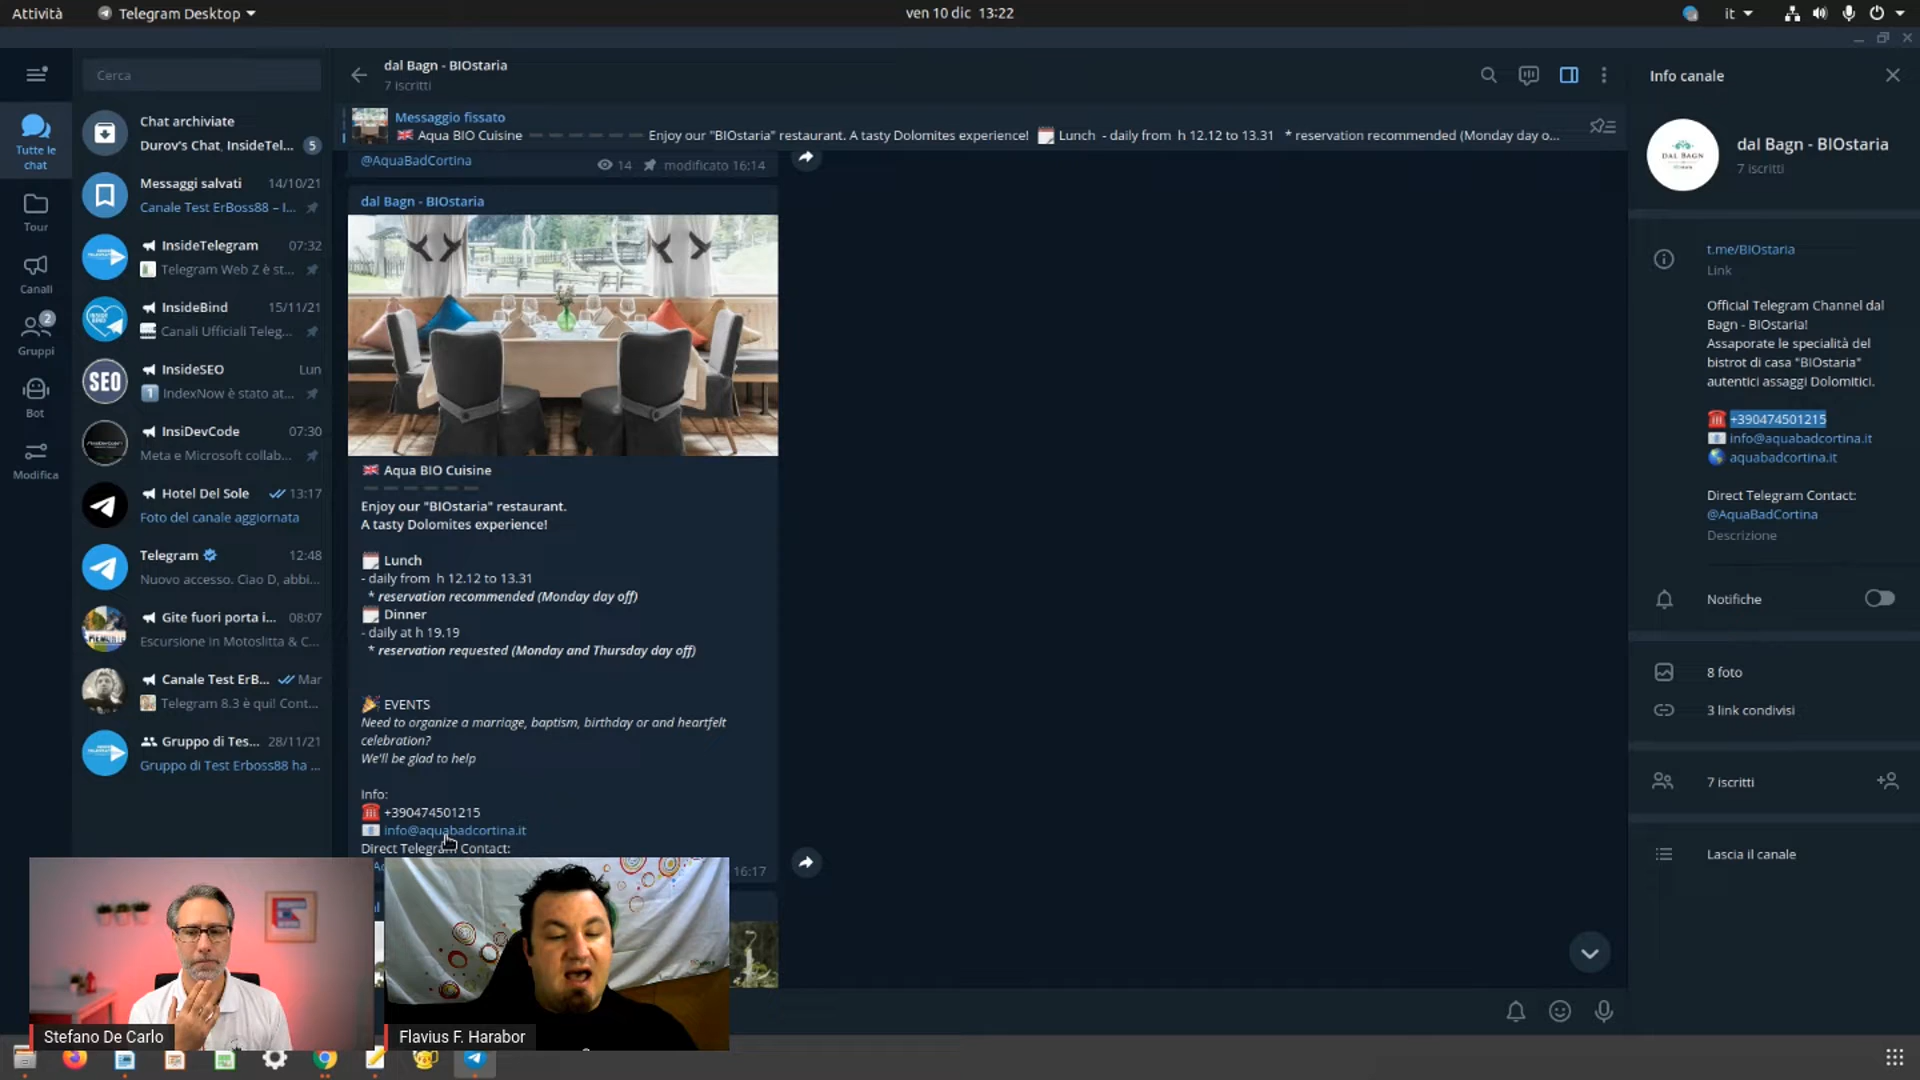 Attività
Telegram Desktop
ven 10 dic 13:22
it
Cerca
Tutte le chat
Tour
Canali
2
Gruppi
Bot
Modifica
Chat archiviate
Durov's Chat, InsideTel...
5
Messaggi salvati
14/10/21
Canale Test ErBoss88 – I...
InsideTelegram
07:32
Telegram Web Z è st...
InsideBind
15/11/21
Canali Ufficiali Teleg...
SEO
InsideSEO
Lun
IndexNow è stato at...
InsiDevCode
07:30
Meta e Microsoft collab...
Hotel Del Sole
13:17
Foto del canale aggiornata
Telegram
12:48
Nuovo accesso. Ciao D, abbi...
Gite fuori porta i...
08:07
Escursione in Motoslitta & C...
Canale Test ErB...
Mar
Telegram 8.3 è qui! Cont...
Gruppo di Tes...
28/11/21
Gruppo di Test Erboss88 ha ...
dal Bagn - BIOstaria
7 iscritti
Messaggio fissato
Aqua BIO Cuisine — — — — — — Enjoy our "BIOstaria" restaurant. A tasty Dolomites experience! Lunch - daily from h 12.12 to 13.31 * reservation recommended (Monday day o...
@AquaBadCortina
14
modificato 16:14
dal Bagn - BIOstaria
Aqua BIO Cuisine
— — — — — —
Enjoy our "BIOstaria" restaurant.
A tasty Dolomites experience!
Lunch
- daily from h 12.12 to 13.31
* reservation recommended (Monday day off)
Dinner
- daily at h 19.19
* reservation requested (Monday and Thursday day off)
EVENTS
Need to organize a marriage, baptism, birthday or and heartfelt
celebration?
We'll be glad to help
Info:
+390474501215
info@aquabadcortina.it
Direct Telegram Contact:
16:17
Info canale
DAL BAGN
dal Bagn - BIOstaria
7 iscritti
t.me/BIOstaria
Link
Official Telegram Channel dal
Bagn - BIOstaria!
Assaporate le specialità del
bistrot di casa "BIOstaria"
autentici assaggi Dolomitici.
+390474501215
info@aquabadcortina.it
aquabadcortina.it
Direct Telegram Contact:
@AquaBadCortina
Descrizione
Notifiche
8 foto
3 link condivisi
7 iscritti
Lascia il canale
Stefano De Carlo
Flavius F. Harabor